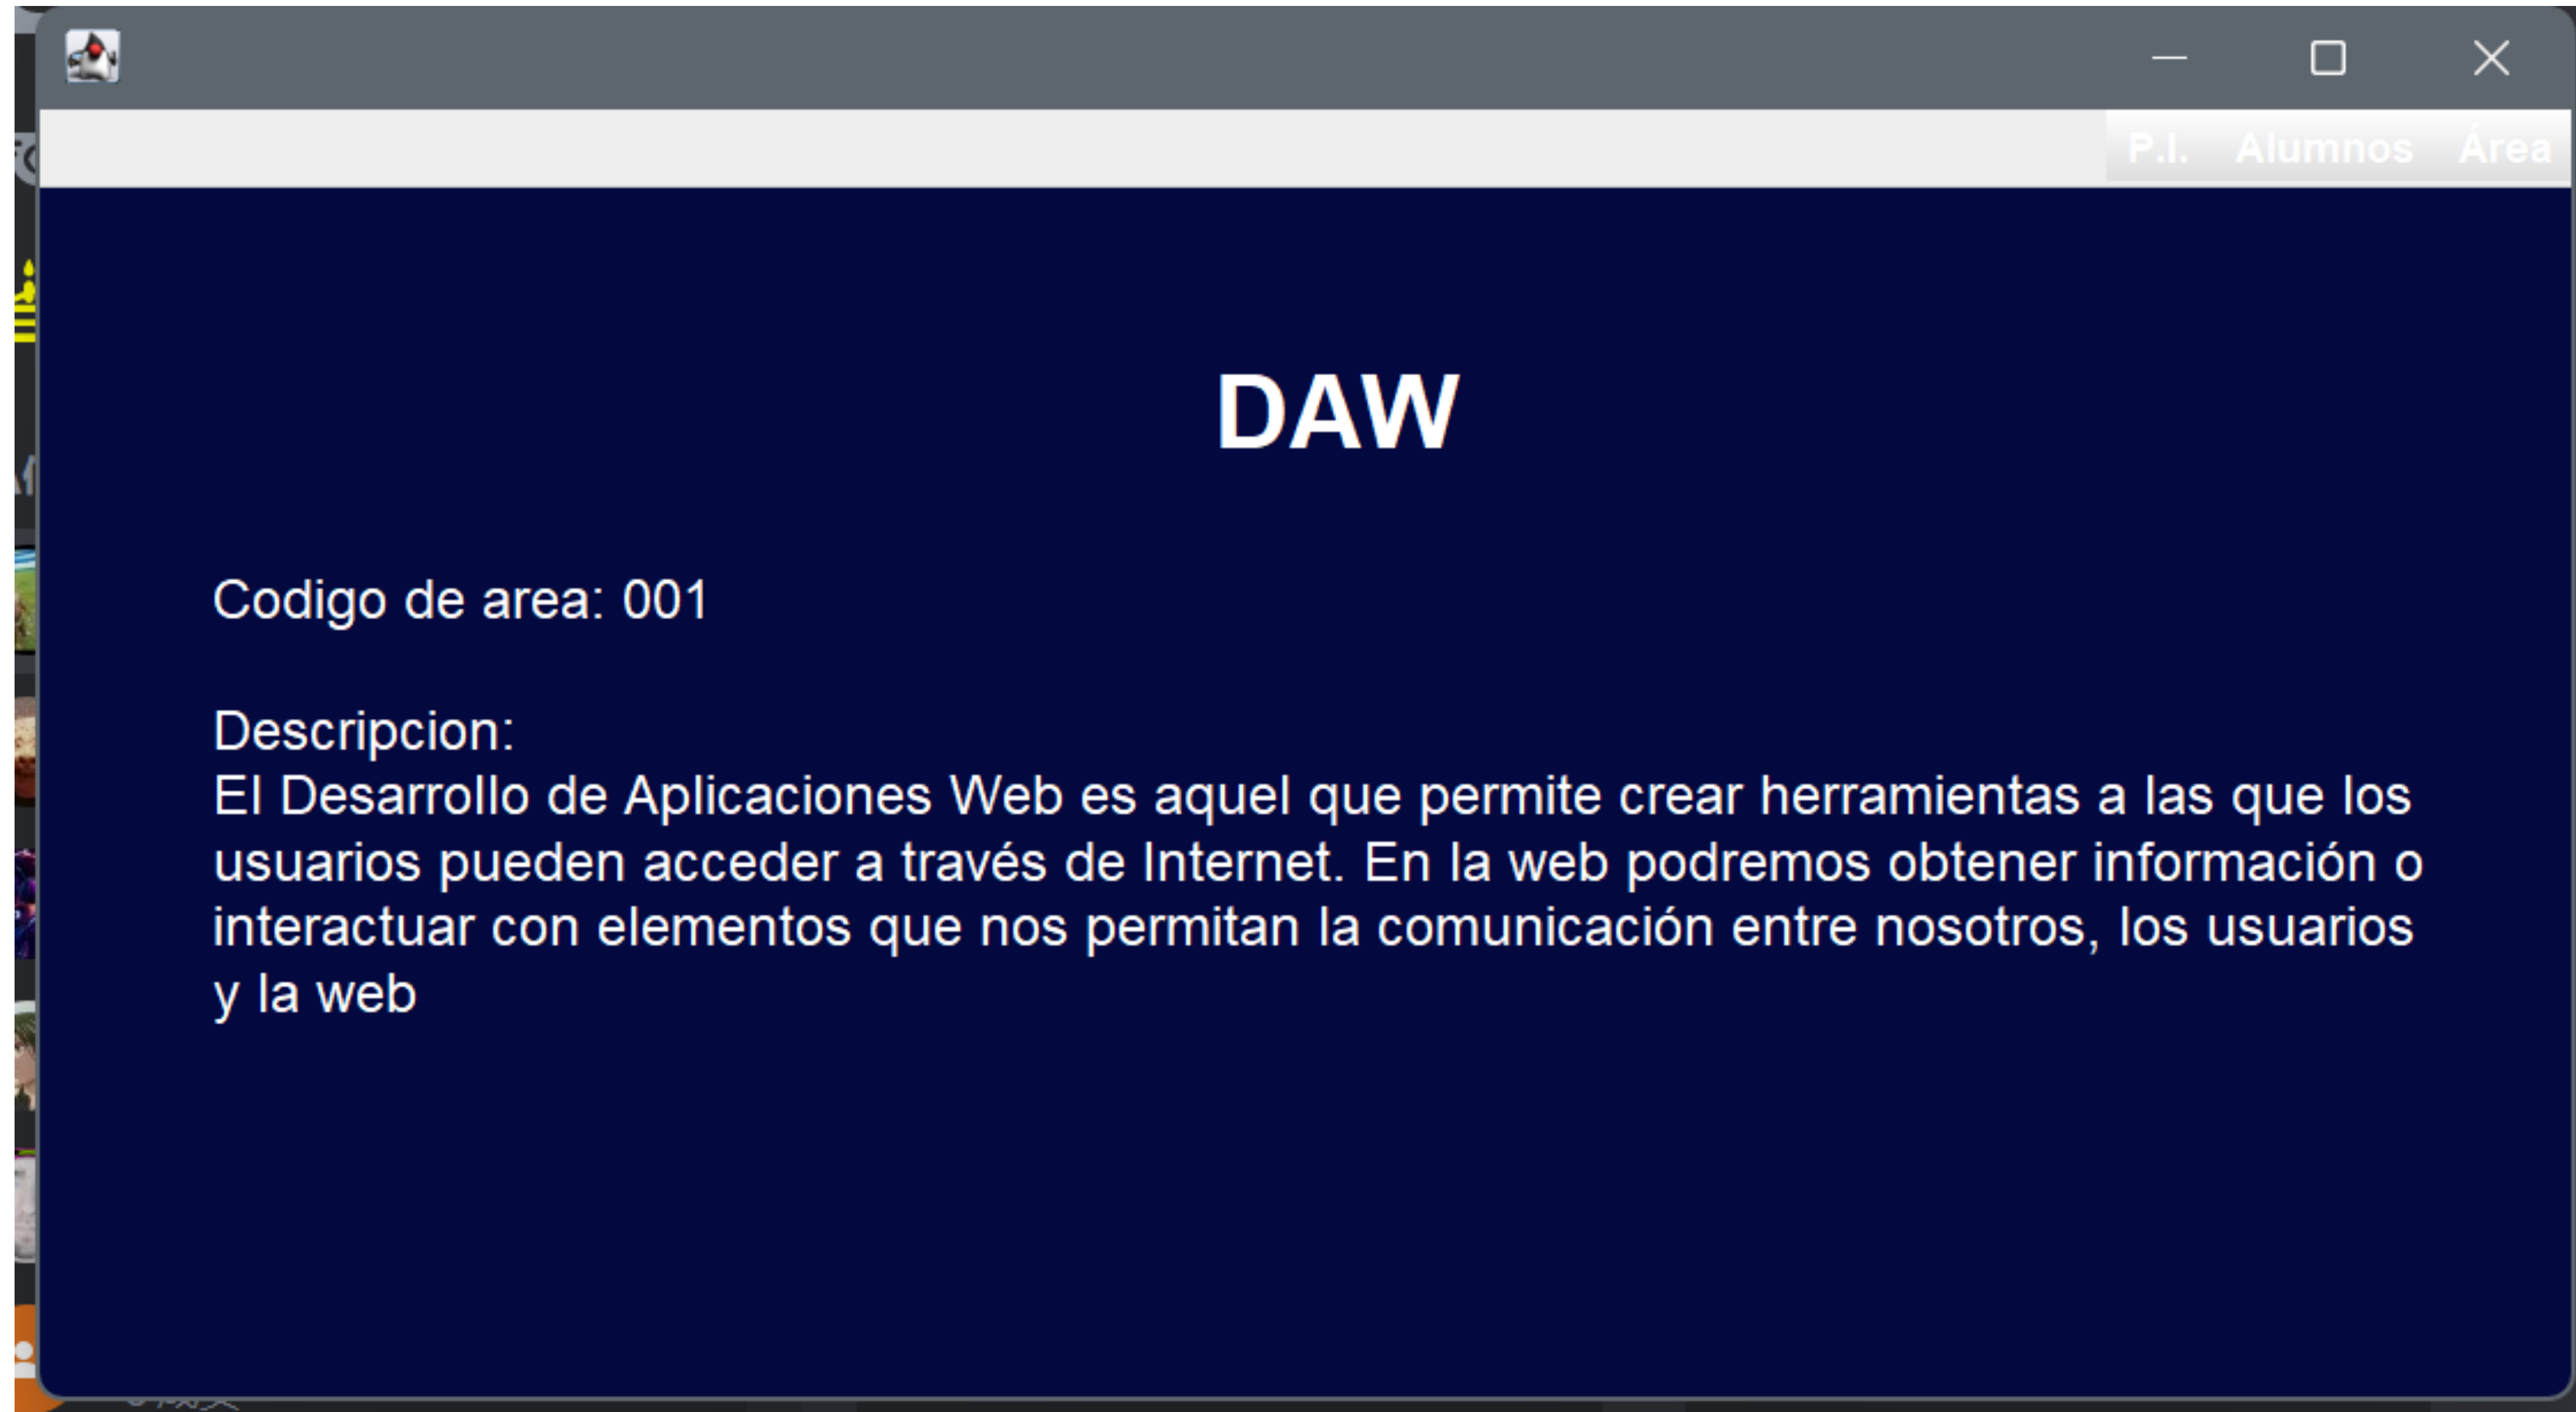 P.I. Alumnos Área
DAW
Codigo de area: 001
Descripcion:
El Desarrollo de Aplicaciones Web es aquel que permite crear herramientas a las que los
usuarios pueden acceder a través de Internet. En la web podremos obtener información o
interactuar con elementos que nos permitan la comunicación entre nosotros, los usuarios
y la web